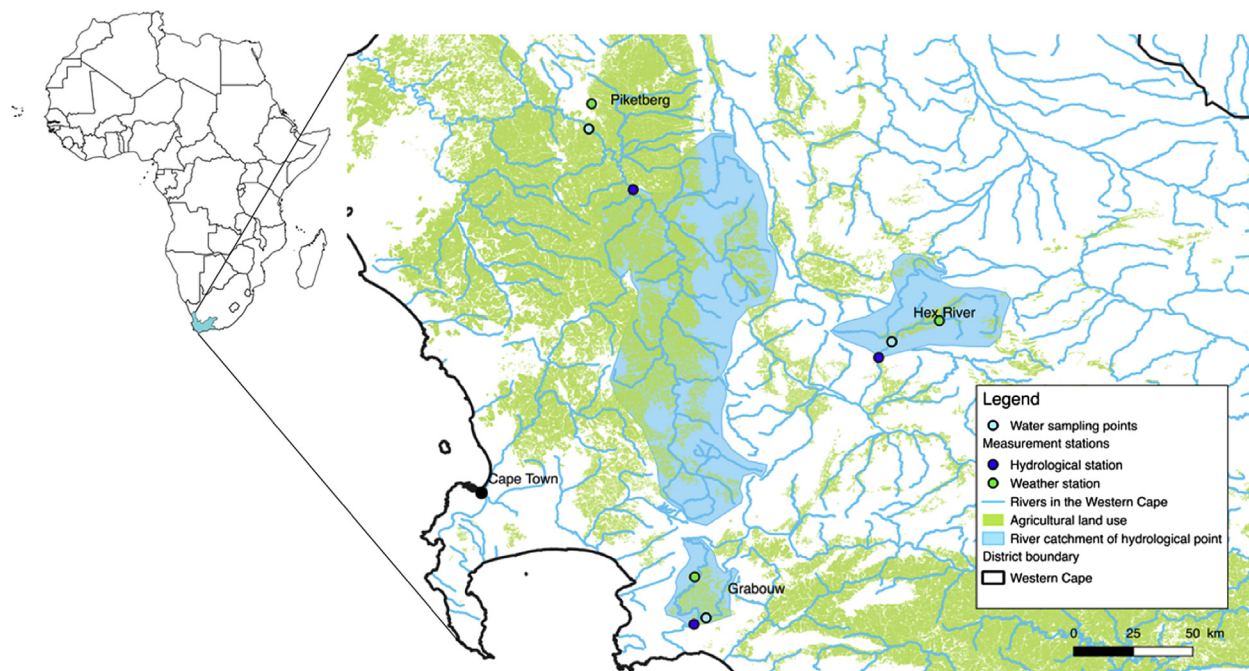 Piketberg
Hex River
Cape Town
Grabouw
Legend
Water sampling points
Measurement stations
Hydrological station
Weather station
Rivers in the Western Cape
Agricultural land use
River catchment of hydrological point
District boundary
Western Cape
0 25 50 km